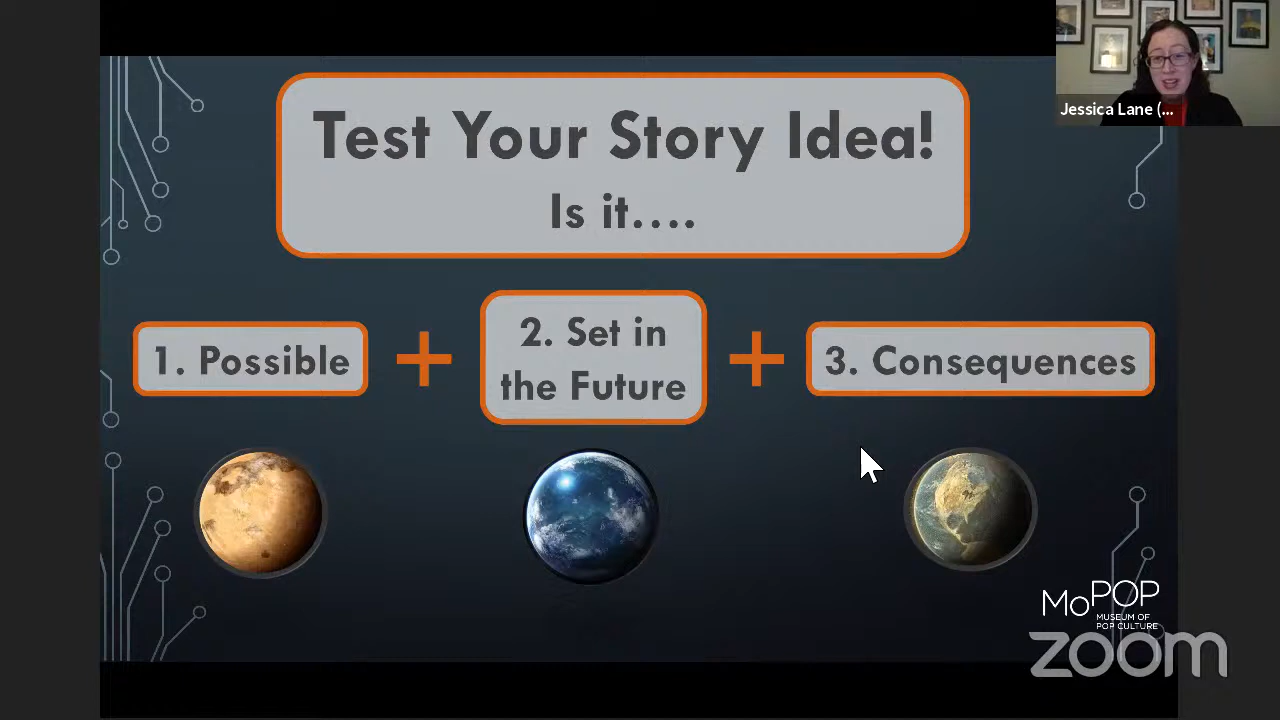 Jessica Lane (...
Test Your Story Idea!
Is it....
1. Possible
+
2. Set in
the Future
+
3. Consequences
MoPOP
MUSEUM OF
POP CULTURE
zoom